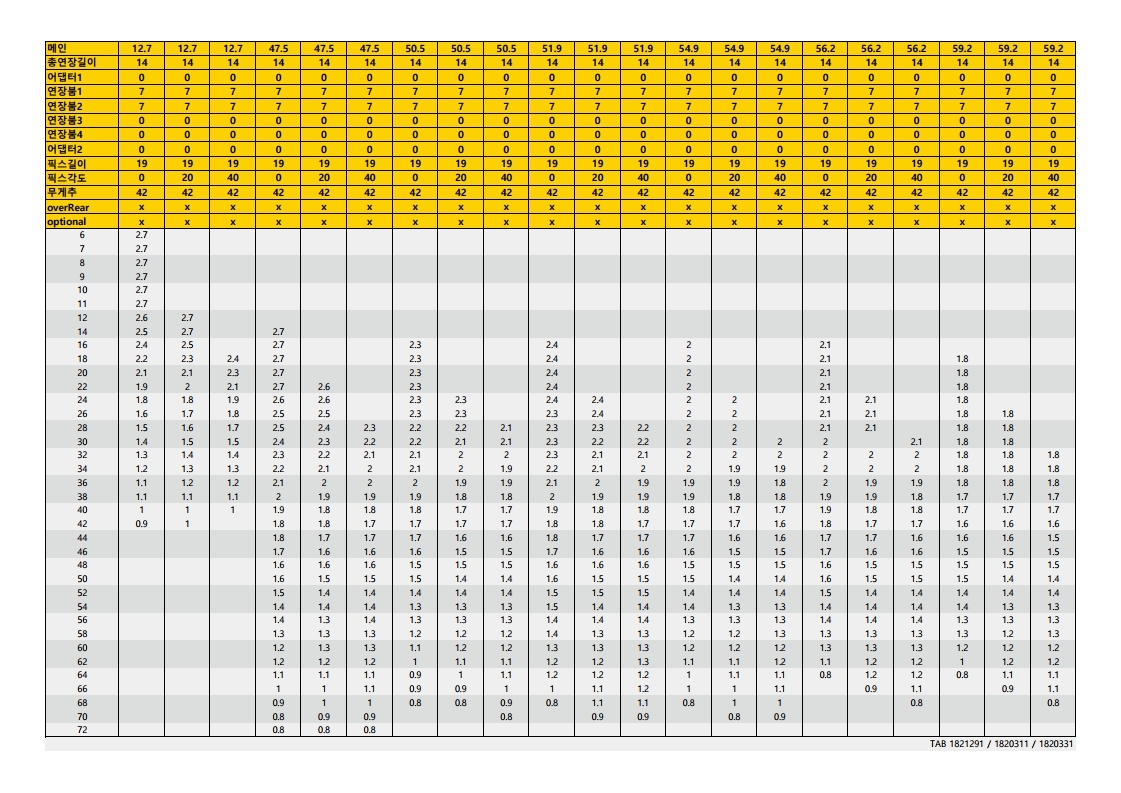 메인 12.7 12.7 12.7 47.5 47.5 47.5 50.5 50.5 50.5 51.9 51.9 51.9 54.9 54.9 54.9 56.2 56.2 56.2 59.2 59.2 59.2
총연장길이 14 14 14 14 14 14 14 14 14 14 14 14 14 14 14 14 14 14 14 14 14
어댑터1 0 0 0 0 0 0 0 0 0 0 0 0 0 0 0 0 0 0 0 0 0
연장붐1 7 7 7 7 7 7 7 7 7 7 7 7 7 7 7 7 7 7 7 7 7
연장붐2 7 7 7 7 7 7 7 7 7 7 7 7 7 7 7 7 7 7 7 7 7
연장붐3 0 0 0 0 0 0 0 0 0 0 0 0 0 0 0 0 0 0 0 0 0
연장붐4 0 0 0 0 0 0 0 0 0 0 0 0 0 0 0 0 0 0 0 0 0
어댑터2 0 0 0 0 0 0 0 0 0 0 0 0 0 0 0 0 0 0 0 0 0
픽스길이 19 19 19 19 19 19 19 19 19 19 19 19 19 19 19 19 19 19 19 19 19
픽스각도 0 20 40 0 20 40 0 20 40 0 20 40 0 20 40 0 20 40 0 20 40
무게추 42 42 42 42 42 42 42 42 42 42 42 42 42 42 42 42 42 42 42 42 42
overRear x x x x x x x x x x x x x x x x x x x x x
optional x x x x x x x x x x x x x x x x x x x x x
6 2.7
7 2.7
8 2.7
9 2.7
10 2.7
11 2.7
12 2.6 2.7
14 2.5 2.7 2.7
16 2.4 2.5 2.7 2.3 2.4 2 2.1
18 2.2 2.3 2.4 2.7 2.3 2.4 2 2.1 1.8
20 2.1 2.1 2.3 2.7 2.3 2.4 2 2.1 1.8
22 1.9 2 2.1 2.7 2.6 2.3 2.4 2 2.1 1.8
24 1.8 1.8 1.9 2.6 2.6 2.3 2.3 2.4 2.4 2 2 2.1 2.1 1.8
26 1.6 1.7 1.8 2.5 2.5 2.3 2.3 2.3 2.4 2 2 2.1 2.1 1.8 1.8
28 1.5 1.6 1.7 2.5 2.4 2.3 2.2 2.2 2.1 2.3 2.3 2.2 2 2 2.1 2.1 1.8 1.8
30 1.4 1.5 1.5 2.4 2.3 2.2 2.2 2.1 2.1 2.3 2.2 2.2 2 2 2 2 2.1 1.8 1.8
32 1.3 1.4 1.4 2.3 2.2 2.1 2.1 2 2 2.3 2.1 2.1 2 2 2 2 2 2 1.8 1.8 1.8
34 1.2 1.3 1.3 2.2 2.1 2 2.1 2 1.9 2.2 2.1 2 2 1.9 1.9 2 2 2 1.8 1.8 1.8
36 1.1 1.2 1.2 2.1 2 2 2 1.9 1.9 2.1 2 1.9 1.9 1.9 1.8 2 1.9 1.9 1.8 1.8 1.8
38 1.1 1.1 1.1 2 1.9 1.9 1.9 1.8 1.8 2 1.9 1.9 1.9 1.8 1.8 1.9 1.9 1.8 1.8 1.7 1.7
40 1 1 1 1.9 1.8 1.8 1.8 1.7 1.7 1.9 1.8 1.8 1.8 1.7 1.7 1.8 1.8 1.7 1.7 1.7 1.7
42 0.9 1 1.8 1.8 1.7 1.7 1.7 1.7 1.8 1.8 1.7 1.7 1.7 1.6 1.8 1.7 1.7 1.6 1.6 1.6
44 1.8 1.7 1.7 1.7 1.6 1.6 1.8 1.7 1.7 1.7 1.6 1.6 1.7 1.7 1.6 1.6 1.6 1.5
46 1.7 1.6 1.6 1.6 1.5 1.5 1.7 1.6 1.6 1.6 1.5 1.5 1.7 1.6 1.6 1.5 1.5 1.5
48 1.6 1.6 1.6 1.5 1.5 1.5 1.6 1.6 1.6 1.5 1.5 1.5 1.6 1.6 1.5 1.5 1.5 1.5
50 1.6 1.5 1.5 1.5 1.4 1.4 1.6 1.5 1.5 1.5 1.4 1.4 1.6 1.5 1.5 1.5 1.4 1.4
52 1.5 1.4 1.4 1.4 1.4 1.4 1.5 1.5 1.4 1.4 1.4 1.4 1.5 1.4 1.4 1.4 1.4 1.4
54 1.4 1.4 1.4 1.3 1.3 1.3 1.5 1.4 1.4 1.4 1.3 1.3 1.4 1.4 1.4 1.4 1.3 1.3
56 1.4 1.3 1.3 1.3 1.2 1.2 1.4 1.4 1.3 1.3 1.3 1.3 1.4 1.4 1.3 1.3 1.3 1.3
58 1.3 1.3 1.3 1.2 1.2 1.2 1.4 1.3 1.3 1.2 1.2 1.2 1.3 1.3 1.3 1.3 1.2 1.2
60 1.2 1.3 1.3 1.1 1.2 1.2 1.3 1.3 1.3 1.2 1.2 1.2 1.2 1.3 1.3 1.2 1.2 1.2
62 1.2 1.2 1.2 1 1.1 1.1 1.2 1.2 1.3 1.1 1.1 1.2 1.1 1.2 1.2 1 1.2 1.2
64 1.1 1.1 1.1 0.9 1 1.1 1.2 1.2 1.2 1 1.1 1.1 0.8 1.2 1.2 0.8 1.1 1.1
66 1 1 1.1 0.9 0.9 1 1 1.1 1.2 1 1 1.1 0.9 1.1 0.9 1.1
68 0.9 1 1 0.8 0.8 0.9 0.8 1.1 1.1 0.8 1 1 0.8 0.8
70 0.8 0.9 0.9 0.8 0.9 0.9 0.8 0.9
72 0.8 0.8 0.8
TAB 1821291 / 1820311 / 1820331